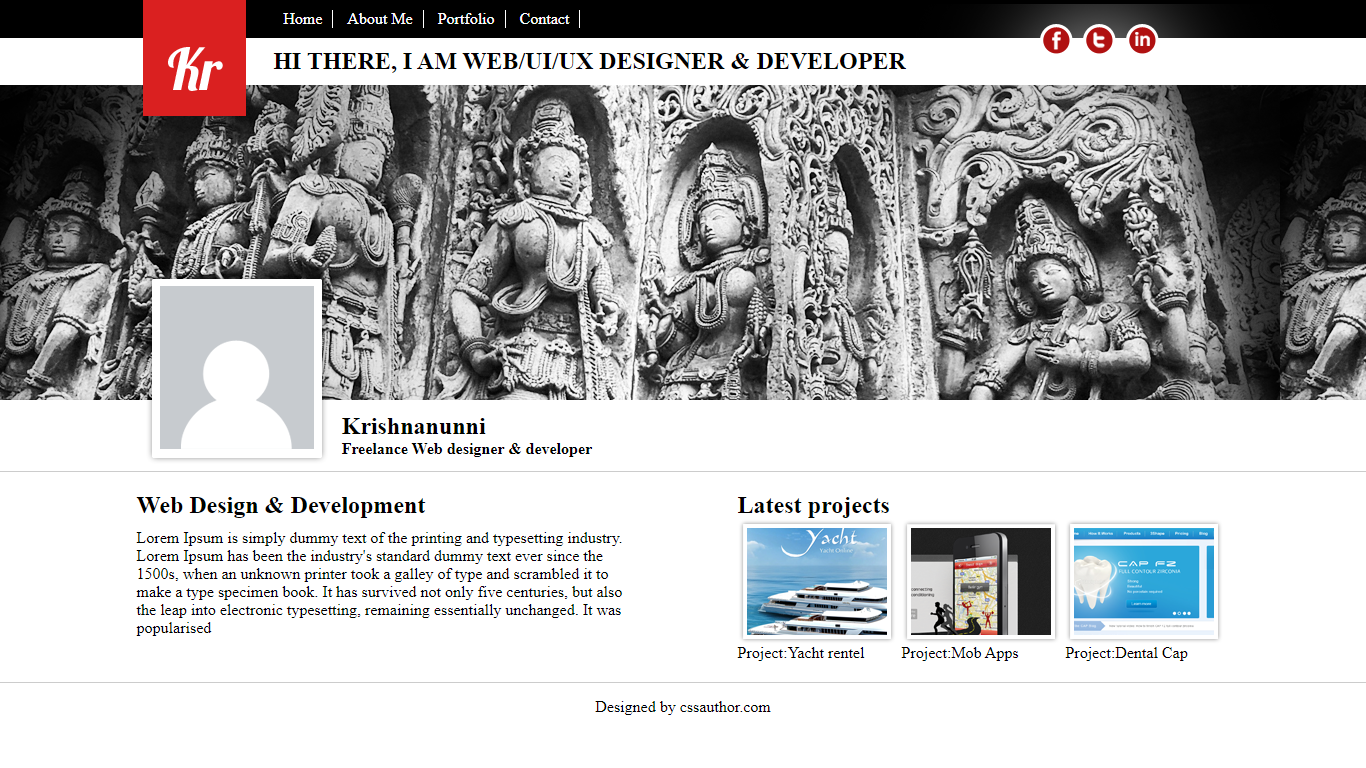 Home
About Me
Portfolio
Contact
Kr
HI THERE, I AM WEB/UI/UX DESIGNER & DEVELOPER
Krishnanunni
Freelance Web designer & developer
Web Design & Development
Lorem Ipsum is simply dummy text of the printing and typesetting industry.
Lorem Ipsum has been the industry's standard dummy text ever since the
1500s, when an unknown printer took a galley of type and scrambled it to
make a type specimen book. It has survived not only five centuries, but also
the leap into electronic typesetting, remaining essentially unchanged. It was
popularised
Latest projects
Yacht
Yacht Online
CAP FZ
FULL CONTOUR ZIRCONIA
Project:Yacht rentel
Project:Mob Apps
Project:Dental Cap
Designed by cssauthor.com